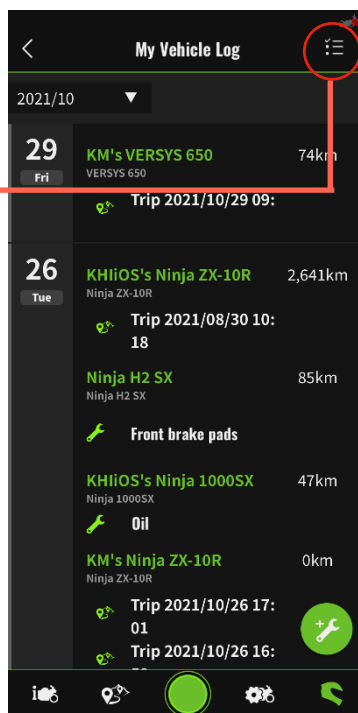 My Vehicle Log
2021/10
29
Fri
KM's VERSYS 650 74km
VERSYS 650
Trip 2021/10/29 09:
26
Tue
KHIiOS's Ninja ZX-10R 2,641km
Ninja ZX-10R
Trip 2021/08/30 10:
18
Ninja H2 SX 85km
Ninja H2 SX
Front brake pads
KHIiOS's Ninja 1000SX 47km
Ninja 1000SX
Oil
KM's Ninja ZX-10R 0km
Ninja ZX-10R
Trip 2021/10/26 17:
01
Trip 2021/10/26 16: